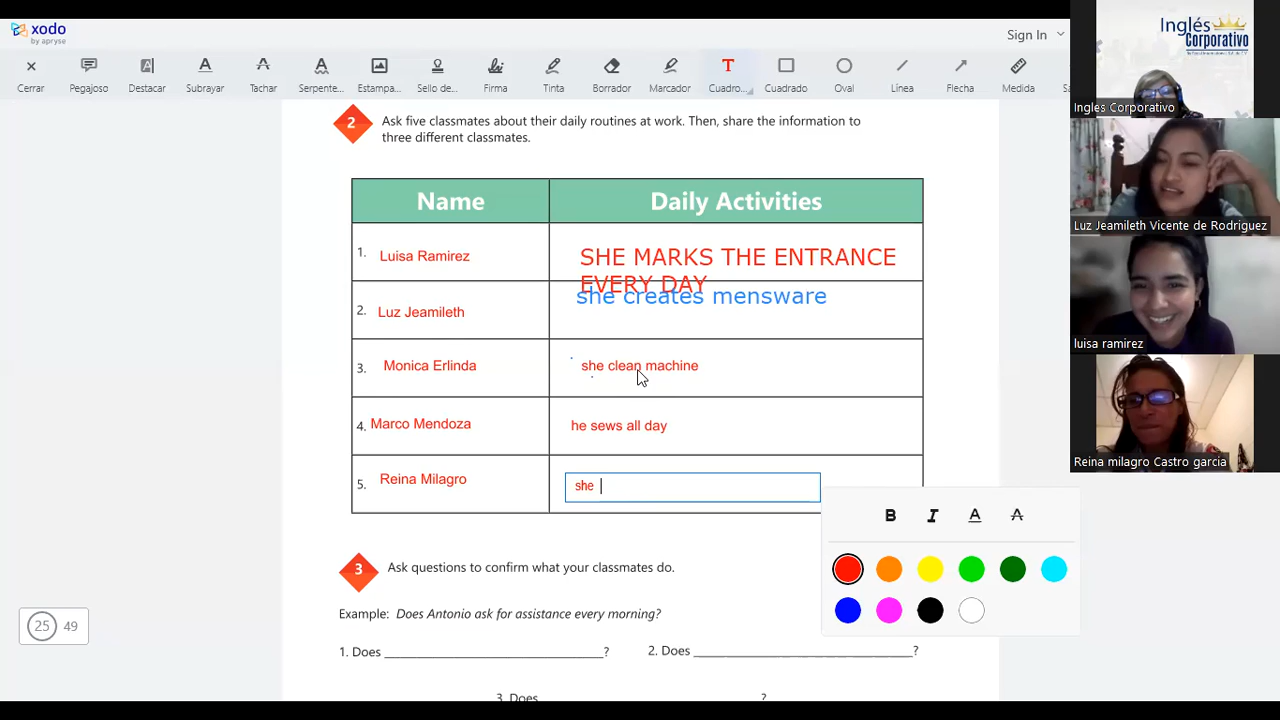 xodo
by apryse
Sign In
Cerrar
Pegajoso
Destacar
Subrayar
Tachar
Serpente...
Estampa...
Sello de...
Firma
Tinta
Borrador
Marcador
Cuadro...
Cuadrado
Oval
Línea
Flecha
Medida
2 Ask five classmates about their daily routines at work. Then, share the information to
three different classmates.
Name Daily Activities
1. Luisa Ramirez SHE MARKS THE ENTRANCE
EVERY DAY
2. Luz Jeamileth she creates mensware
3. Monica Erlinda she clean machine
4. Marco Mendoza he sews all day
5. Reina Milagro she
B I A A
3 Ask questions to confirm what your classmates do.
Example: Does Antonio ask for assistance every morning?
1. Does ____________________________? 2. Does ____________________________?
3. Does ____________________________?
25 49
Inglés
Corporativo
Ingles Corporativo
Luz Jeamileth Vicente de Rodriguez
luisa ramirez
Reina milagro Castro garcia